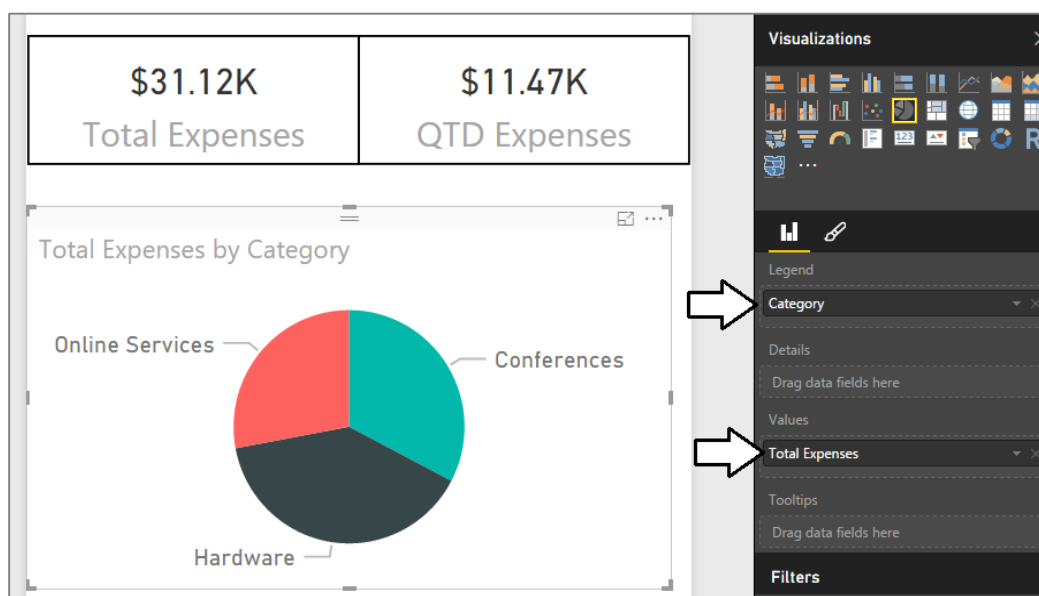 $31.12K
Total Expenses
$11.47K
QTD Expenses
Total Expenses by Category
Online Services
Conferences
Hardware
Visualizations
123
R
Legend
Category
Details
Drag data fields here
Values
Total Expenses
Tooltips
Drag data fields here
Filters